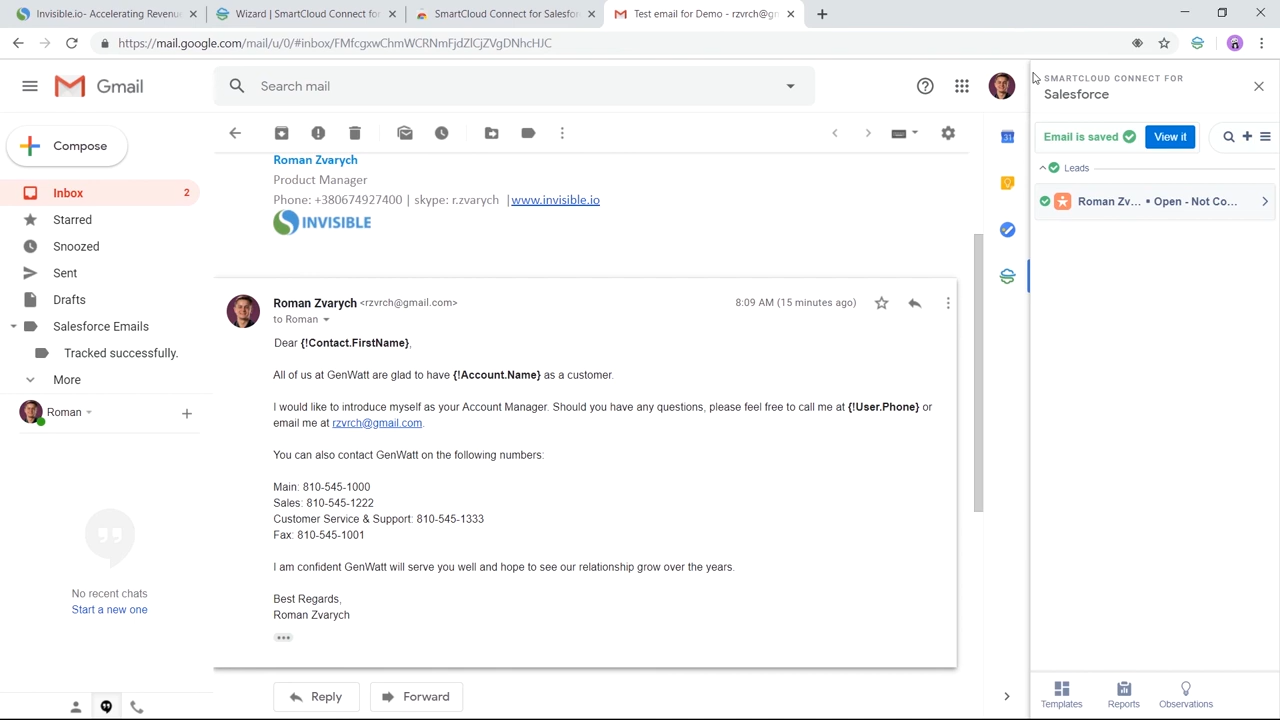 Invisible.io- Accelerating Revenue
Wizard | SmartCloud Connect for
SmartCloud Connect for Salesfor
Test email for Demo - rzvrch@gm
https://mail.google.com/mail/u/0/#inbox/FMfcgxwChmWCRNmFjdZlCjZVgDNhcHJC
Gmail
Search mail
SMARTCLOUD CONNECT FOR
Salesforce
Compose
Email is saved
View it
Inbox 2
Starred
Snoozed
Sent
Drafts
Salesforce Emails
Tracked successfully.
More
Roman
No recent chats
Start a new one
Roman Zvarych
Product Manager
Phone: +380674927400 | skype: r.zvarych | www.invisible.io
INVISIBLE
Roman Zvarych <rzvrch@gmail.com>
8:09 AM (15 minutes ago)
to Roman
Dear {!Contact.FirstName},
All of us at GenWatt are glad to have {!Account.Name} as a customer.
I would like to introduce myself as your Account Manager. Should you have any questions, please feel free to call me at {!User.Phone} or
email me at rzvrch@gmail.com.
You can also contact GenWatt on the following numbers:
Main: 810-545-1000
Sales: 810-545-1222
Customer Service & Support: 810-545-1333
Fax: 810-545-1001
I am confident GenWatt will serve you well and hope to see our relationship grow over the years.
Best Regards,
Roman Zvarych
Reply
Forward
31
Leads
Roman Zv... • Open - Not Co...
Templates
Reports
Observations